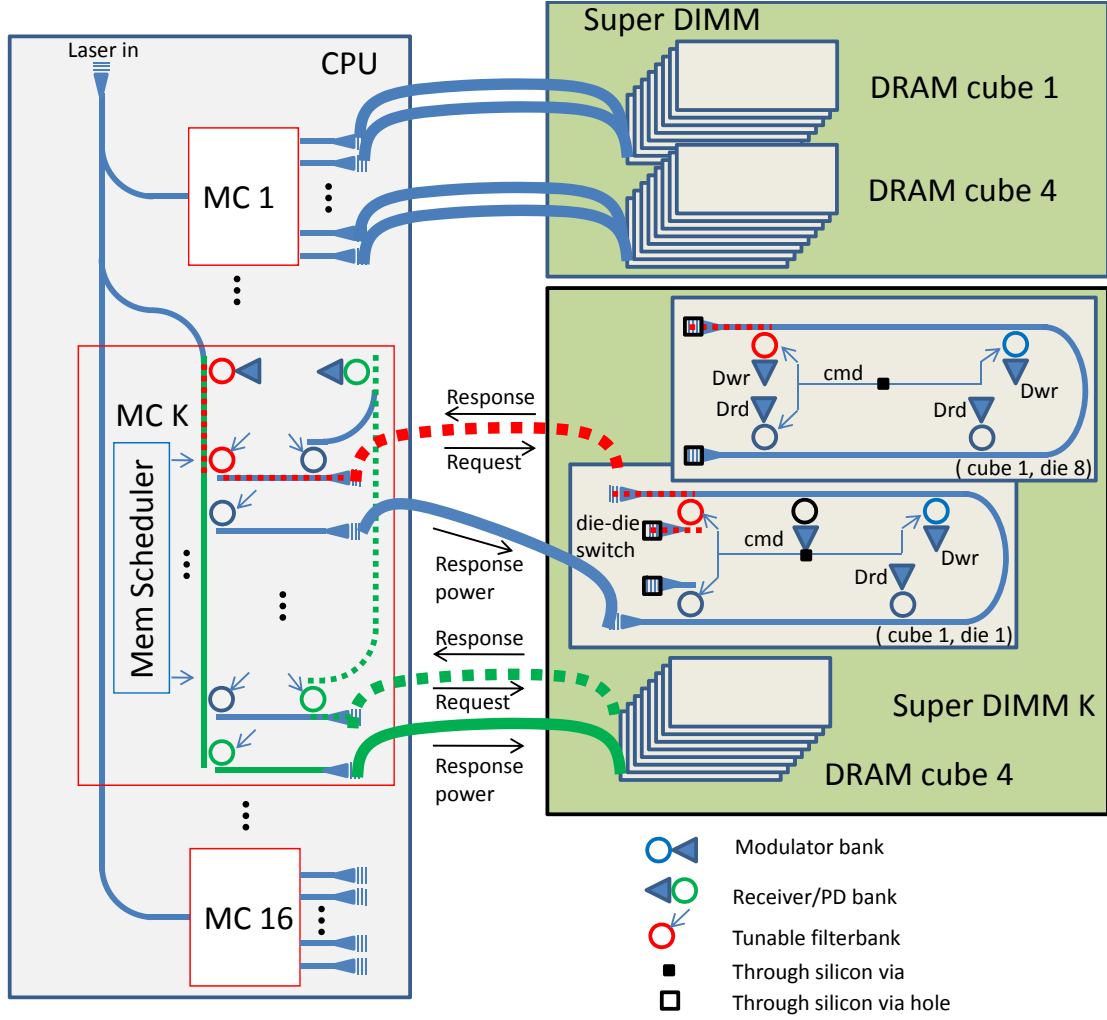 Laser in
CPU
Super DIMM
DRAM cube 1
MC 1
DRAM cube 4
MC K
Mem Scheduler
Response
Request
Response
power
Response
Request
Response
power
cmd
Dwr
Drd
Drd
Dwr
( cube 1, die 8)
die-die
switch
cmd
Drd
Dwr
( cube 1, die 1)
Super DIMM K
DRAM cube 4
MC 16
Modulator bank
Receiver/PD bank
Tunable filterbank
Through silicon via
Through silicon via hole